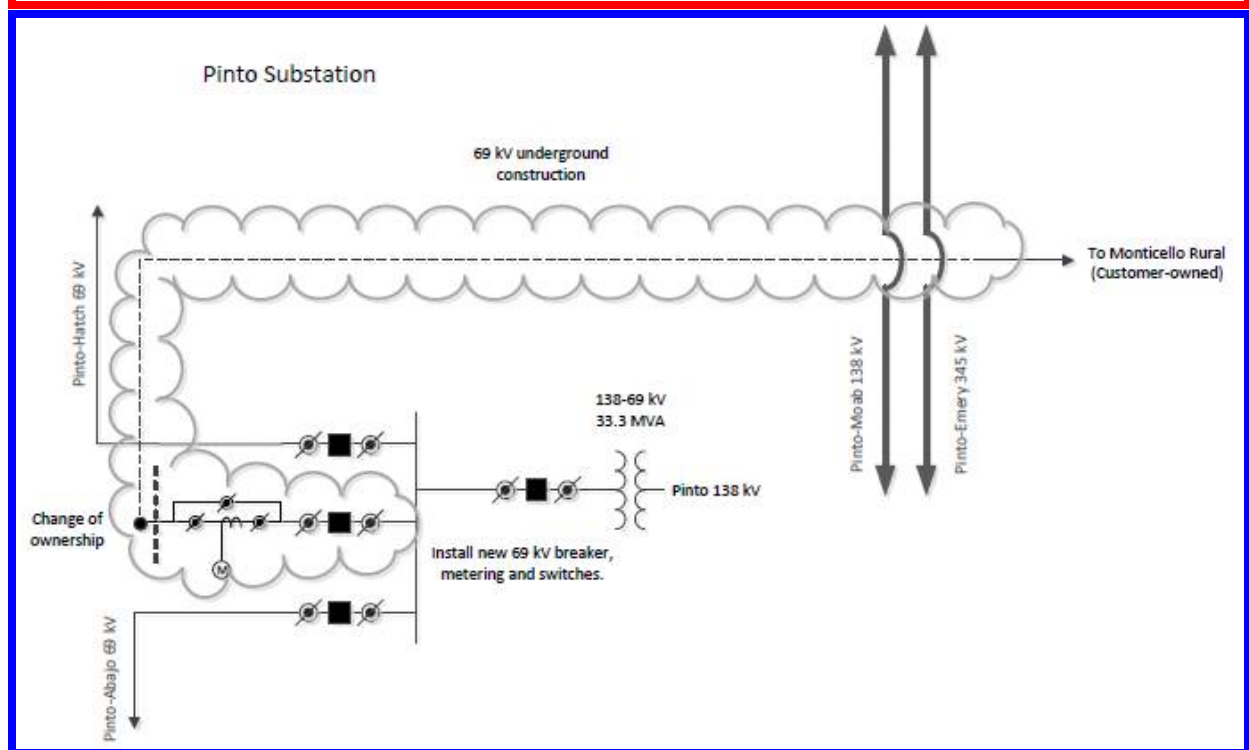 Pinto Substation
69 kV underground
construction
To Monticello Rural
(Customer-owned)
Pinto-Hatch 69 kV
Pinto-Moab 138 kV
Pinto-Emery 345 kV
138-69 kV
33.3 MVA
Pinto 138 kV
Change of
ownership
M
Install new 69 kV breaker,
metering and switches.
Pinto-Abajo 69 kV